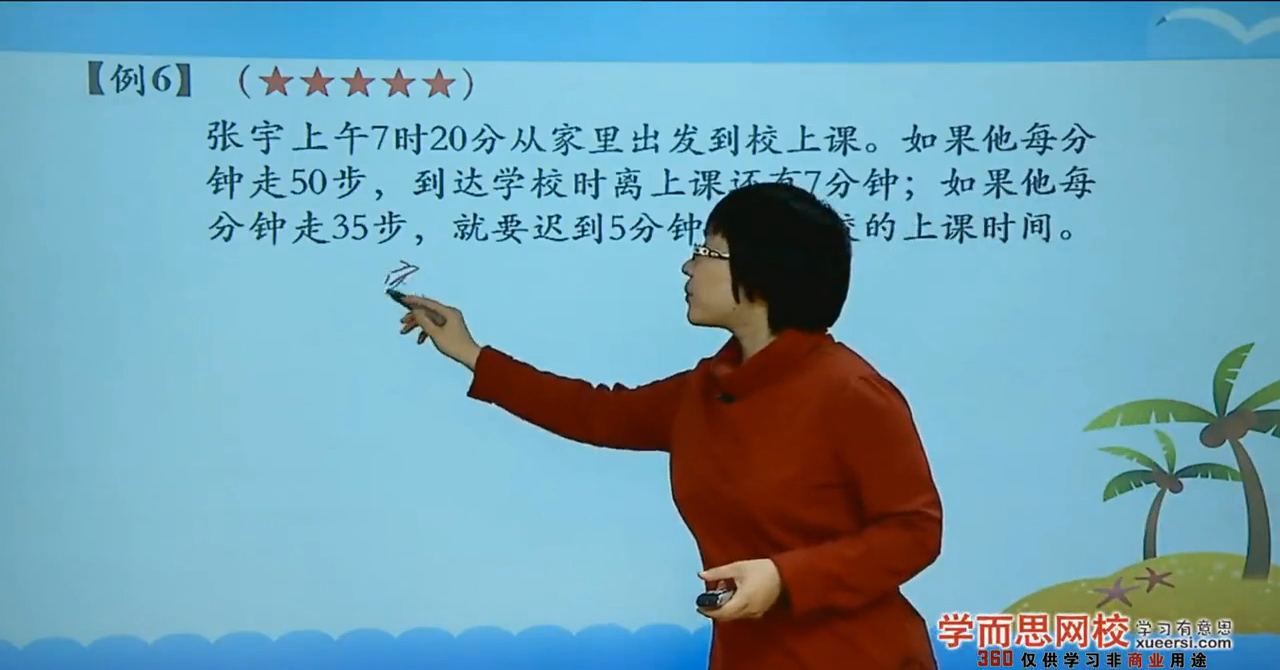 【例6】 （★★★★★）
张宇上午7时20分从家里出发到校上课。如果他每分
钟走50步，到达学校时离上课还有7分钟；如果他每
分钟走35步，就要迟到5分钟 的上课时间。
学而思网校 学习有意思
xueersi.com
360 仅供学习非商业用途